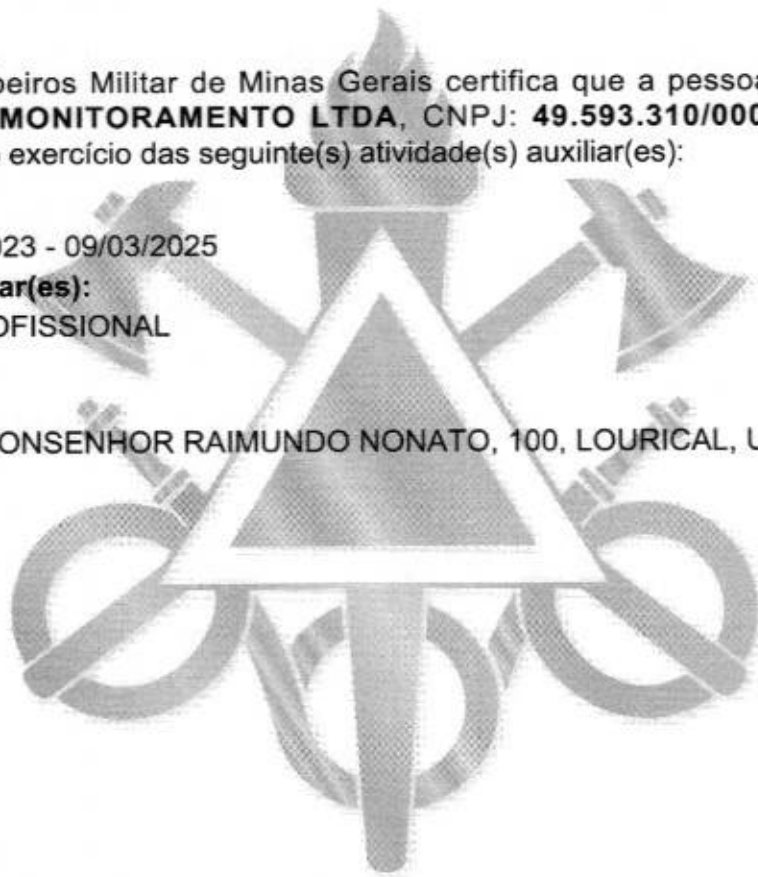 beiros Militar de Minas Gerais certifica que a pessoa
MONITORAMENTO LTDA, CNPJ: 49.593.310/000
exercício das seguinte(s) atividade(s) auxiliar(es):
023 - 09/03/2025
ar(es):
OFISSIONAL
ONSENHOR RAIMUNDO NONATO, 100, LOURICAL, U